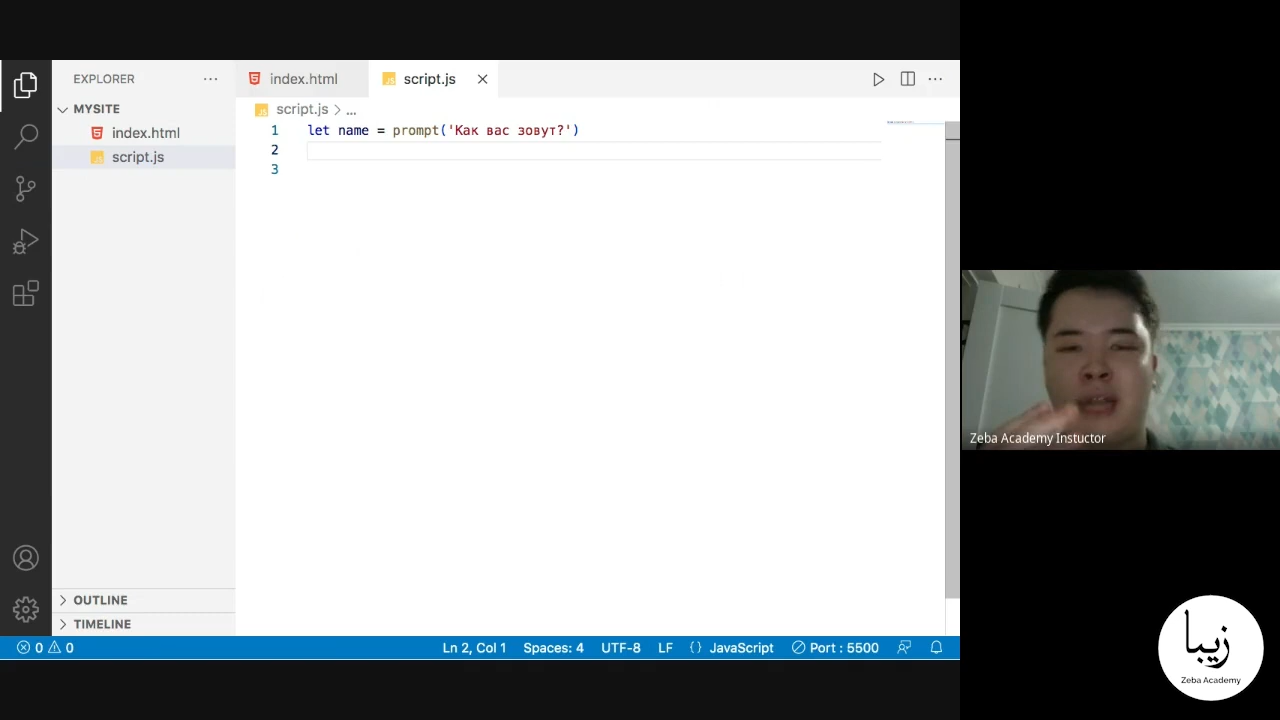 EXPLORER
MYSITE
index.html
script.js
OUTLINE
TIMELINE
index.html
script.js
script.js > ...
1 let name = prompt('Как вас зовут?')
2
3
0 0
Ln 2, Col 1 Spaces: 4 UTF-8 LF {} JavaScript Port : 5500
Zeba Academy Instuctor
زيبا
Zeba Academy